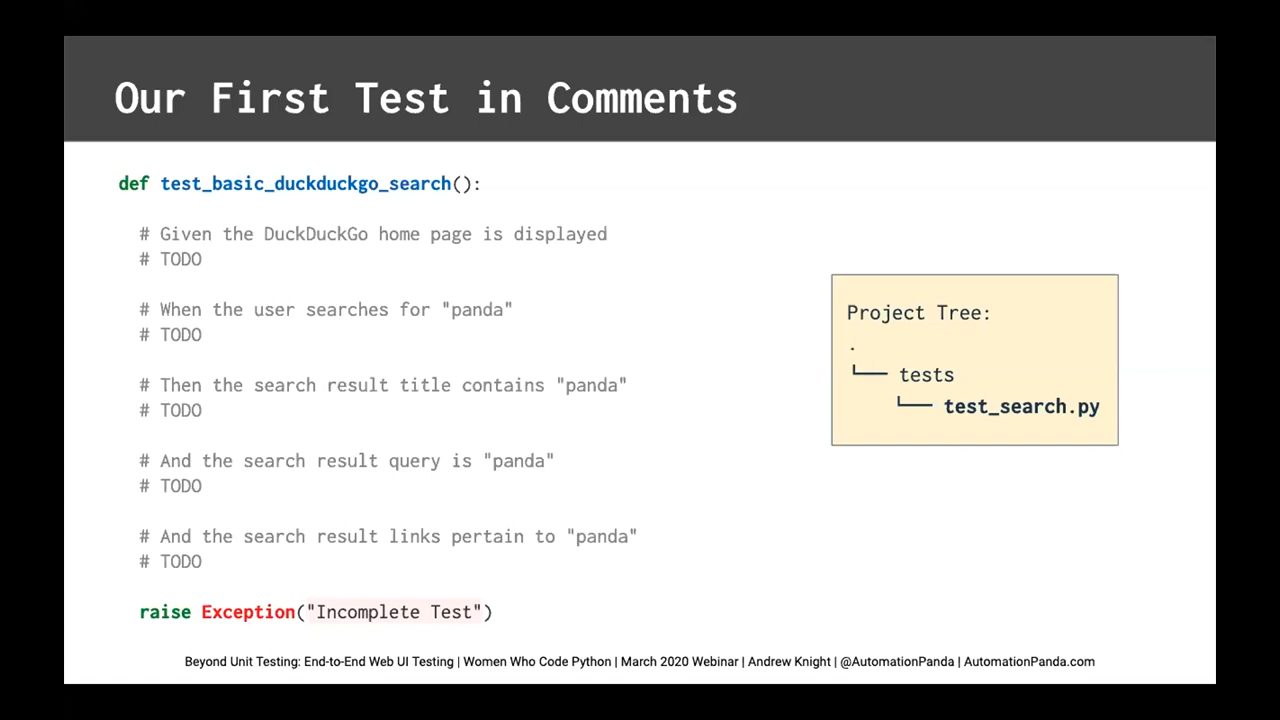 Our First Test in Comments
def test_basic_duckduckgo_search():
# Given the DuckDuckGo home page is displayed
# TODO
# When the user searches for "panda"
# TODO
# Then the search result title contains "panda"
# TODO
# And the search result query is "panda"
# TODO
# And the search result links pertain to "panda"
# TODO
raise Exception("Incomplete Test")
Project Tree:
.
└── tests
└── test_search.py
Beyond Unit Testing: End-to-End Web UI Testing | Women Who Code Python | March 2020 Webinar | Andrew Knight | @AutomationPanda | AutomationPanda.com